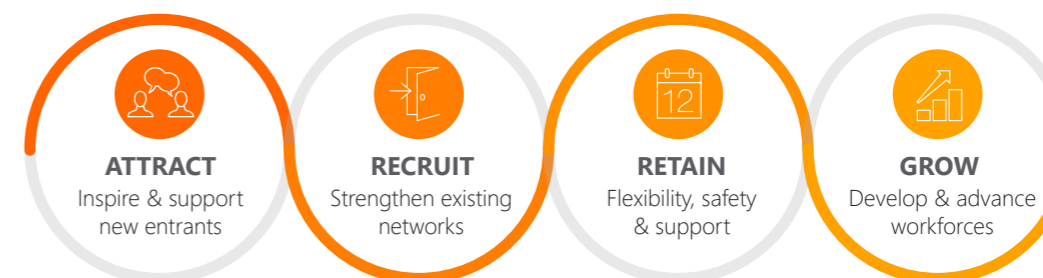 ATTRACT
Inspire & support
new entrants
RECRUIT
Strengthen existing
networks
12
RETAIN
Flexibility, safety
& support
GROW
Develop & advance
workforces